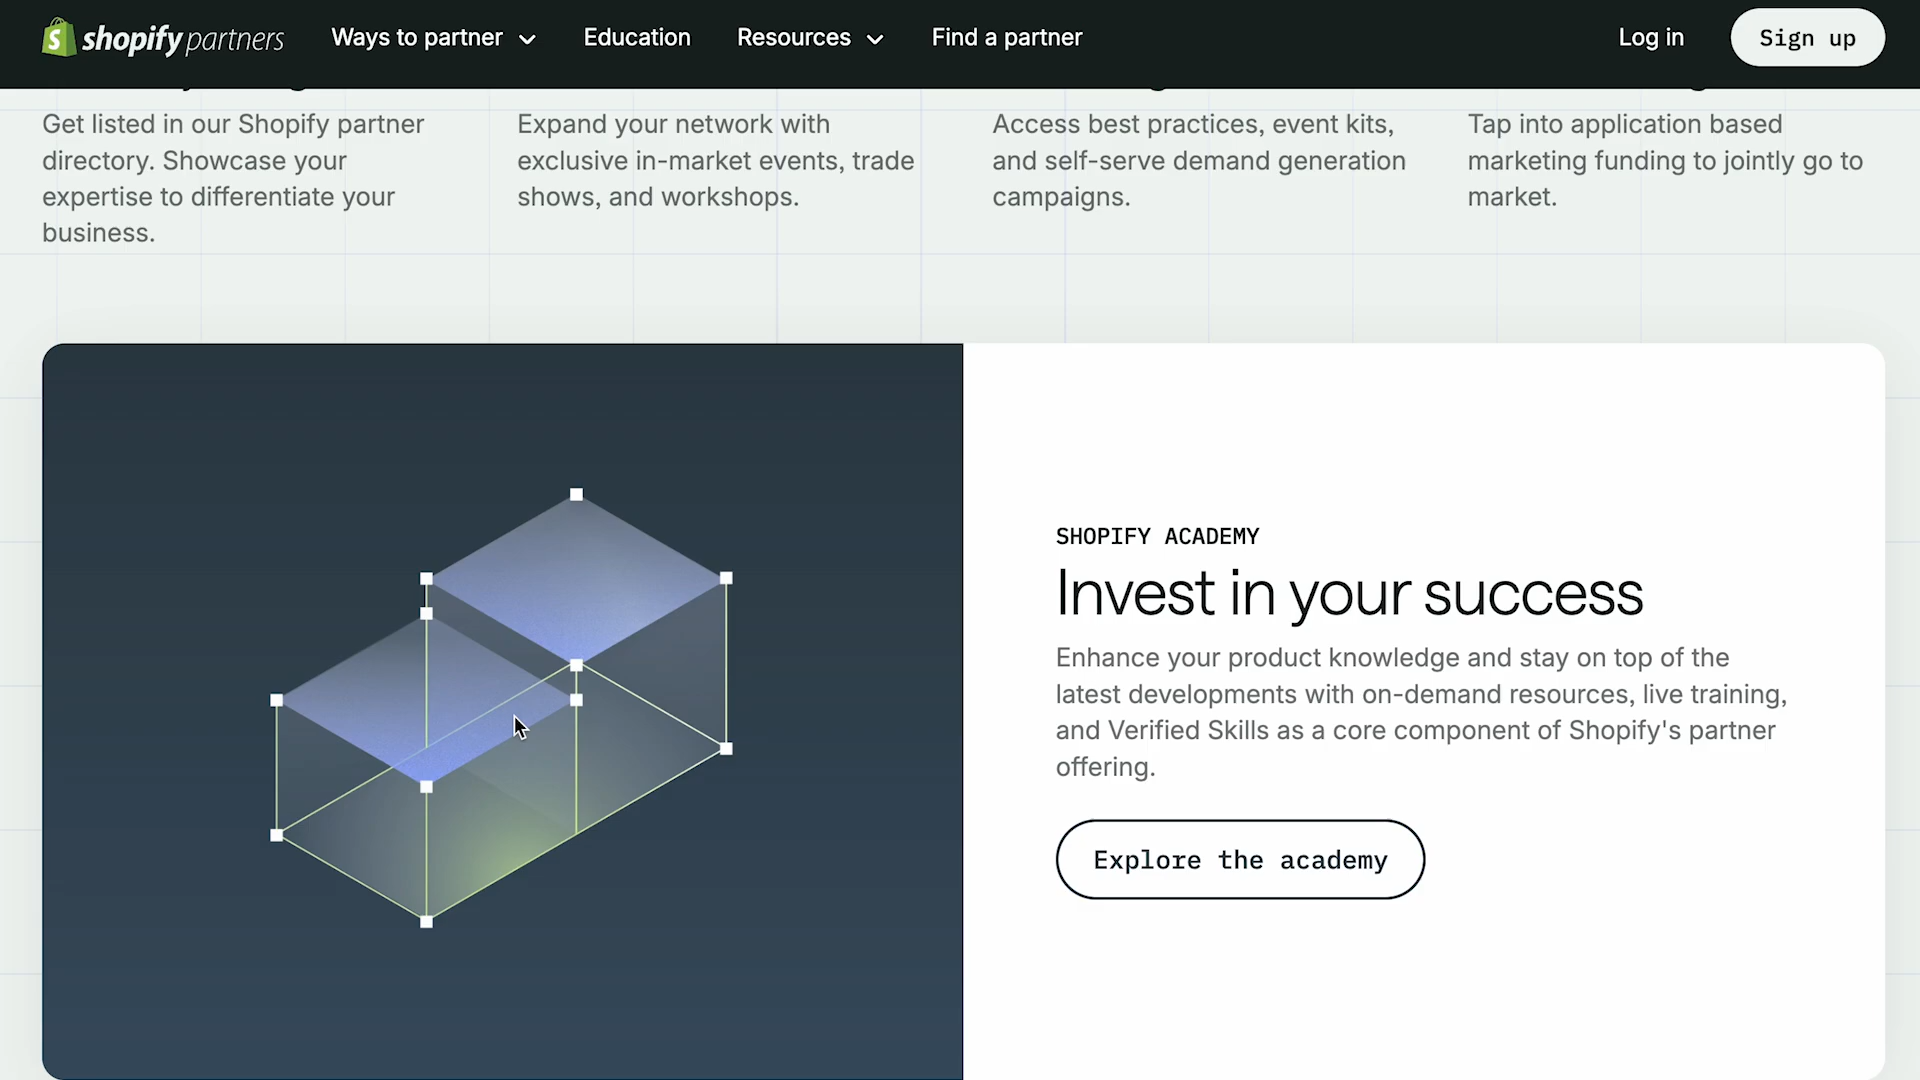 shopify partners
Ways to partner
Education
Resources
Find a partner
Log in
Sign up
Get listed in our Shopify partner
directory. Showcase your
expertise to differentiate your
business.
Expand your network with
exclusive in-market events, trade
shows, and workshops.
Access best practices, event kits,
and self-serve demand generation
campaigns.
Tap into application based
marketing funding to jointly go to
market.
SHOPIFY ACADEMY
Invest in your success
Enhance your product knowledge and stay on top of the
latest developments with on-demand resources, live training,
and Verified Skills as a core component of Shopify's partner
offering.
Explore the academy